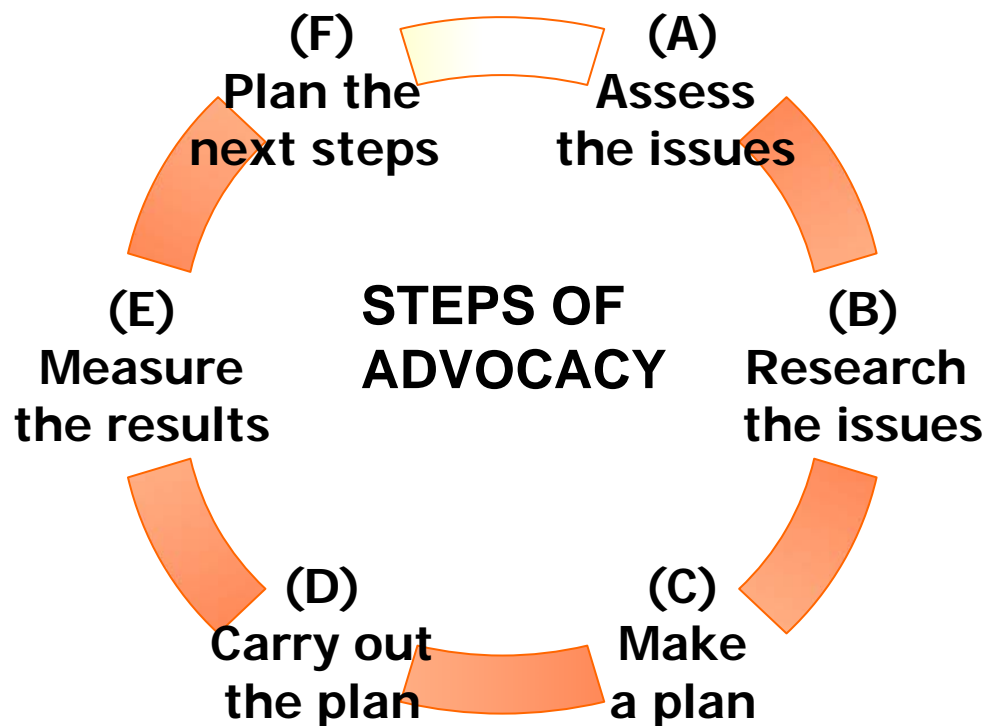 STEPS OF
ADVOCACY
(A)
Assess
the issues
(B)
Research
the issues
(C)
Make
a plan
(D)
Carry out
the plan
(E)
Measure
the results
(F)
Plan the
next steps